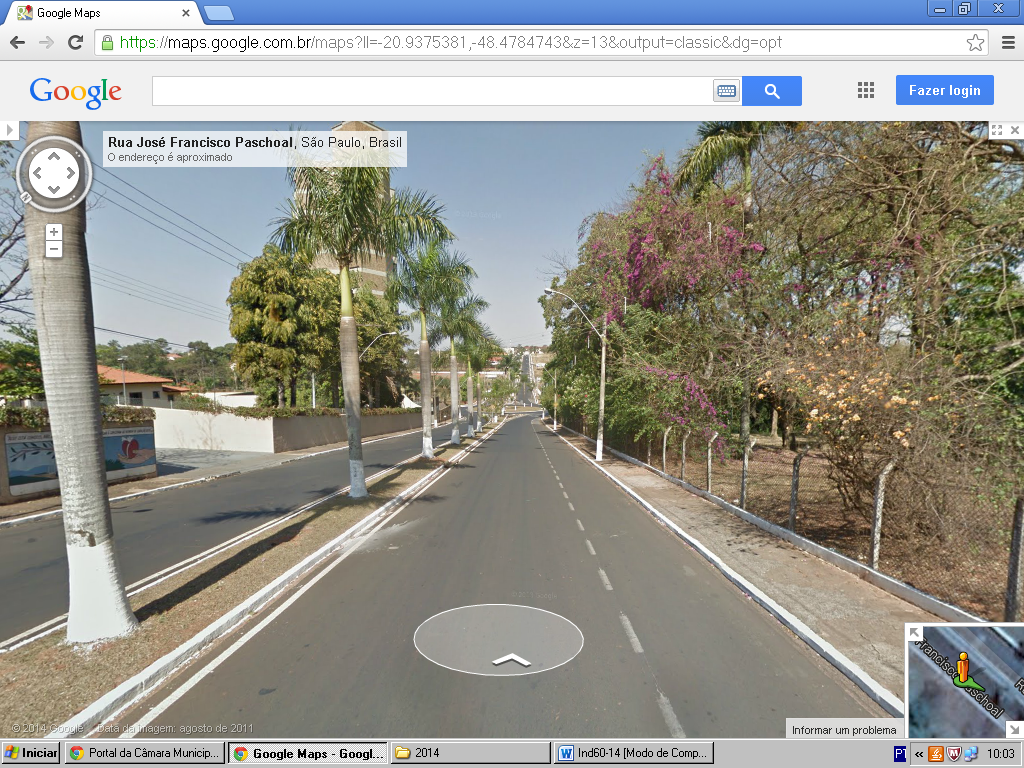 Google Maps
https://maps.google.com.br/maps?ll=-20.9375381,-48.4784743&z=13&output=classic&dg=opt
Google
Fazer login
Rua José Francisco Paschoal, São Paulo, Brasil
O endereço é aproximado
N
+
−
© 2014 Google
Data da imagem: agosto de 2011
Informar um problema
Francisco Paschoal
Iniciar
Portal da Câmara Municip...
Google Maps - Googl...
2014
Ind60-14 [Modo de Comp...
PT
«
10:03